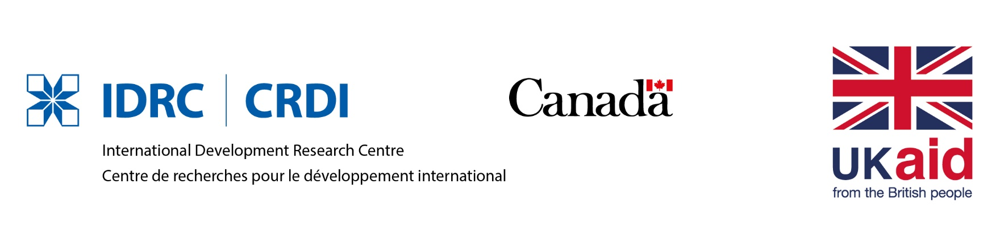 IDRC | CRDI
International Development Research Centre
Centre de recherches pour le développement international
Canada
UKaid
from the British people